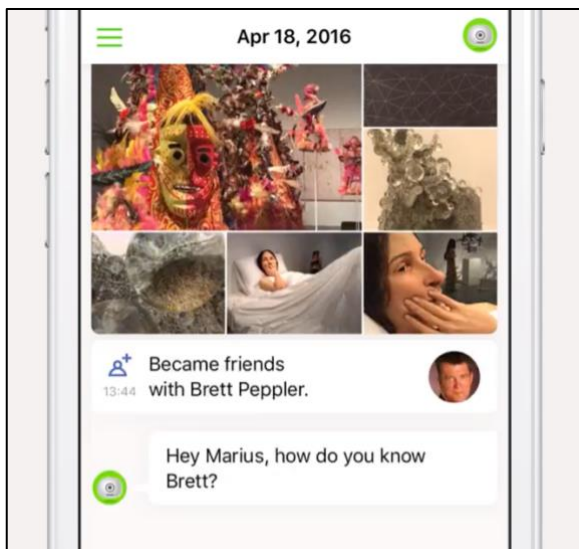 Apr 18, 2016
Became friends
13:44 with Brett Peppler.
Hey Marius, how do you know
Brett?